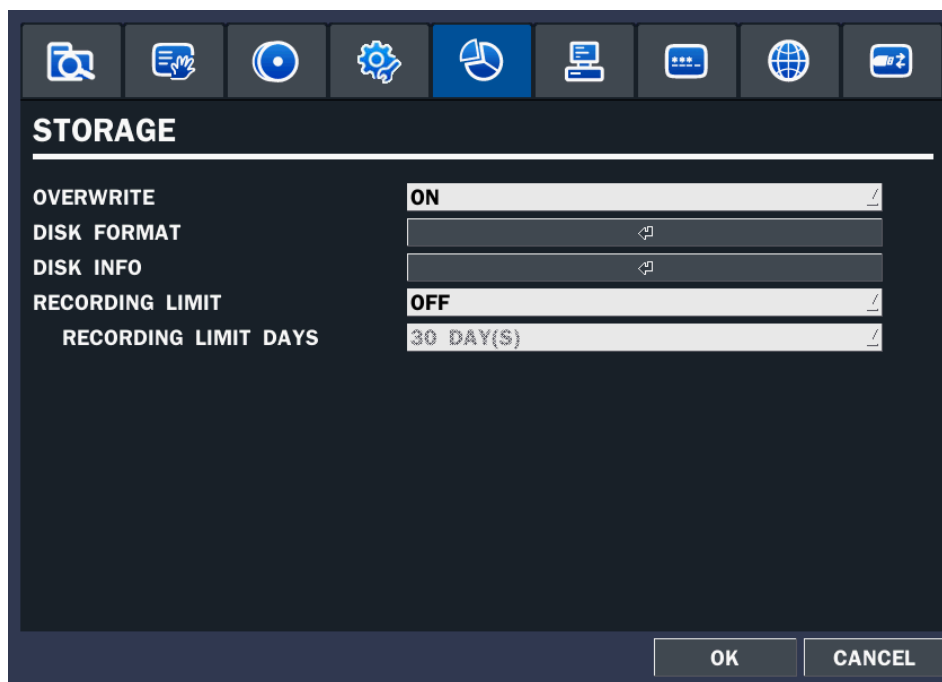 STORAGE
OVERWRITE ON
DISK FORMAT
DISK INFO
RECORDING LIMIT OFF
RECORDING LIMIT DAYS 30 DAY(S)
OK CANCEL